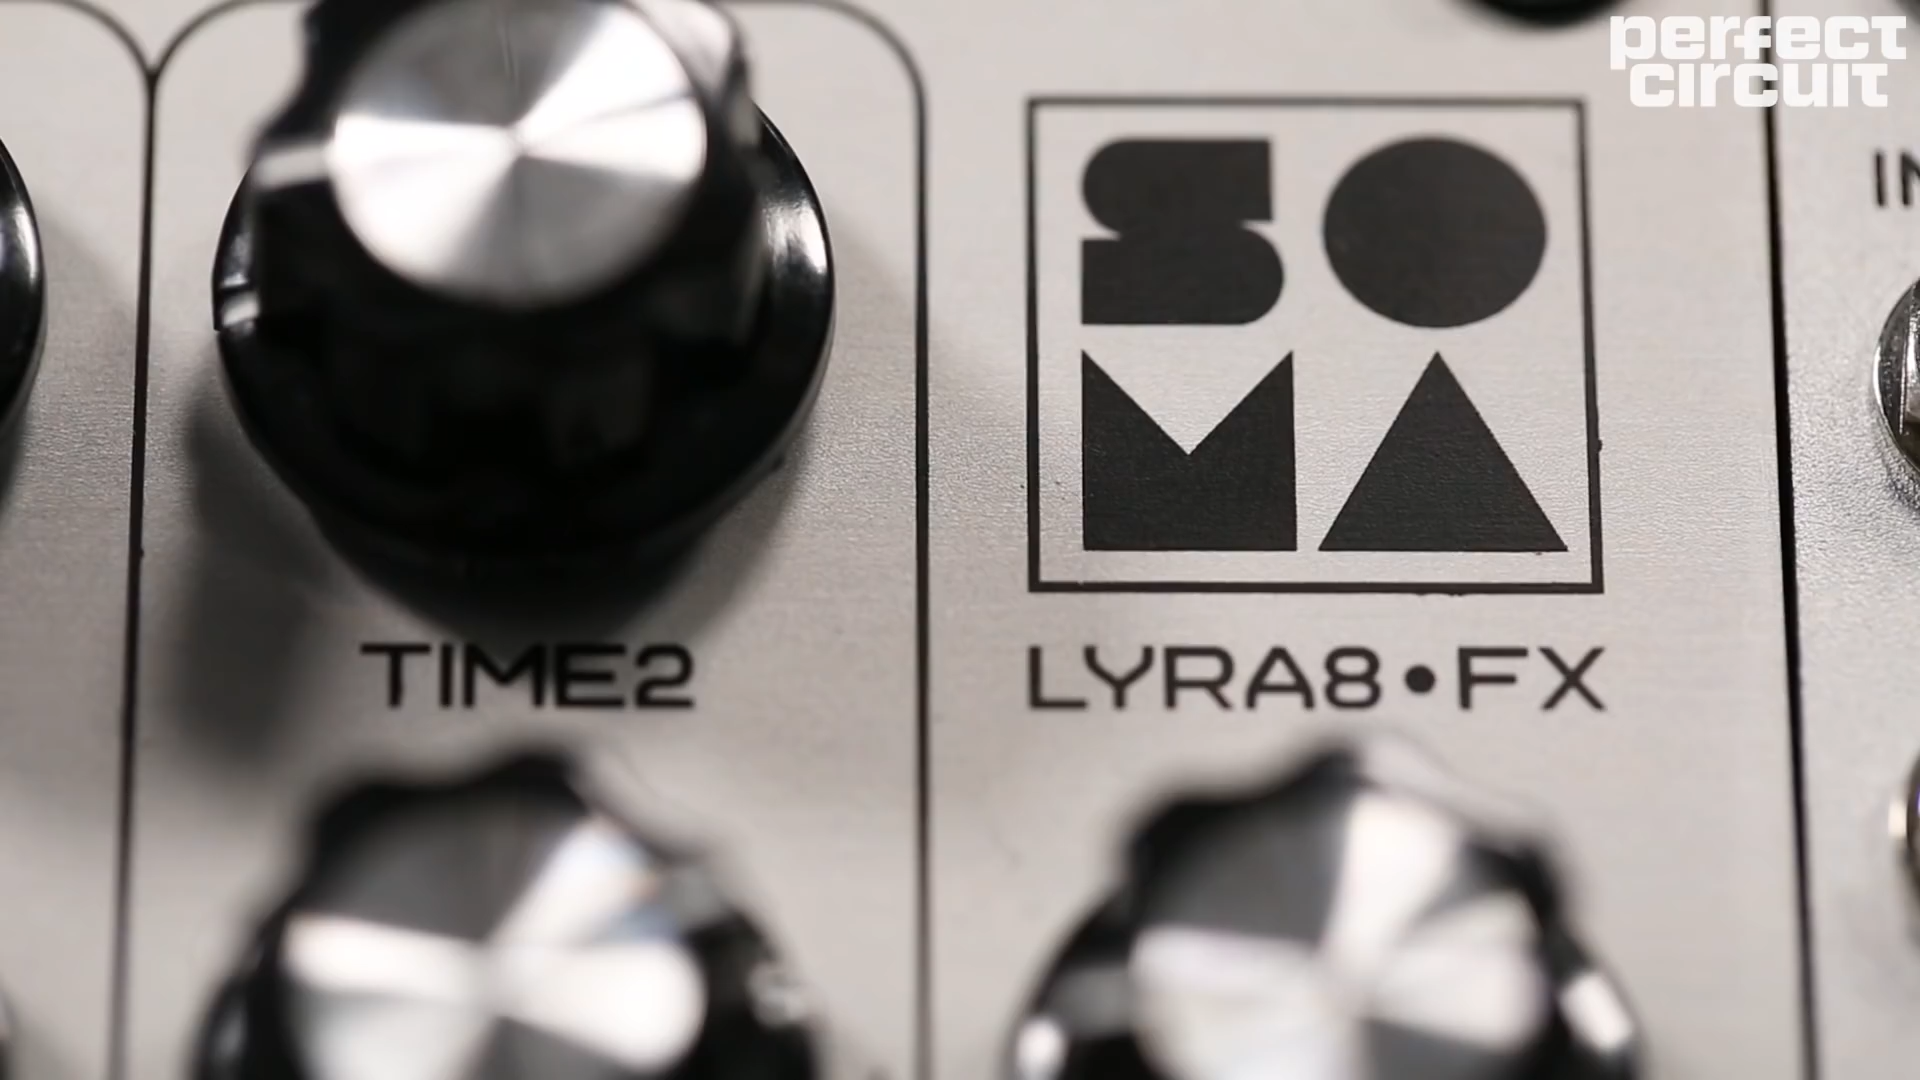 perfect
circuit
SO
MA
TIME2
LYRA8•FX